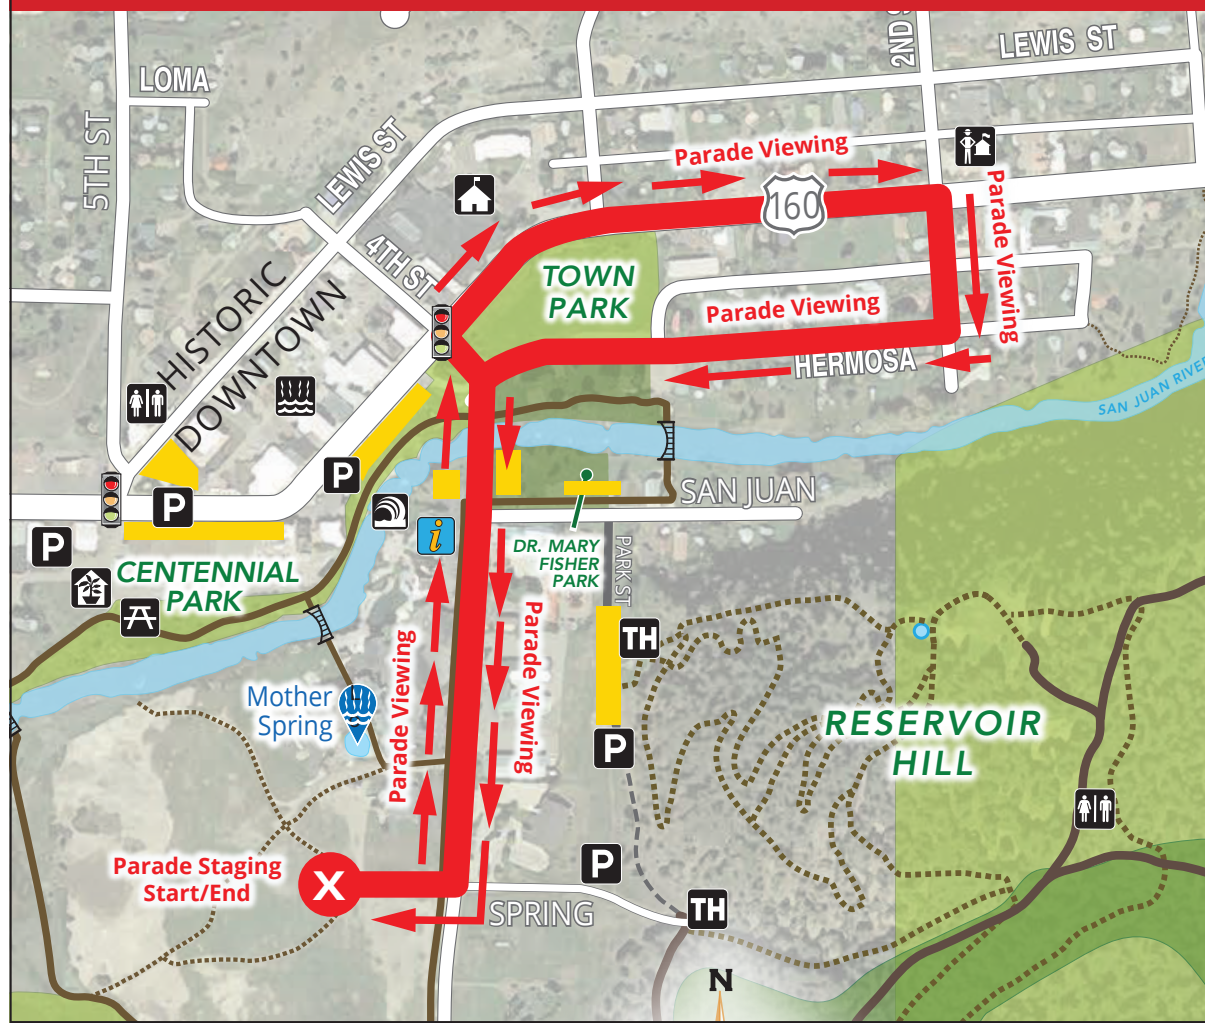 2ND S
LEWIS ST
LOMA
5TH ST
LEWIS ST
Parade Viewing
160
Parade Viewing
4TH ST
TOWN
PARK
HISTORIC
DOWNTOWN
Parade Viewing
HERMOSA
SAN JUAN RIVER
P
P
P
SAN JUAN
i
DR. MARY
FISHER
PARK
PARK ST
CENTENNIAL
PARK
TH
Parade Viewing
Parade Viewing
Mother
Spring
RESERVOIR
HILL
P
P
Parade Staging
Start/End
X
SPRING
TH
N